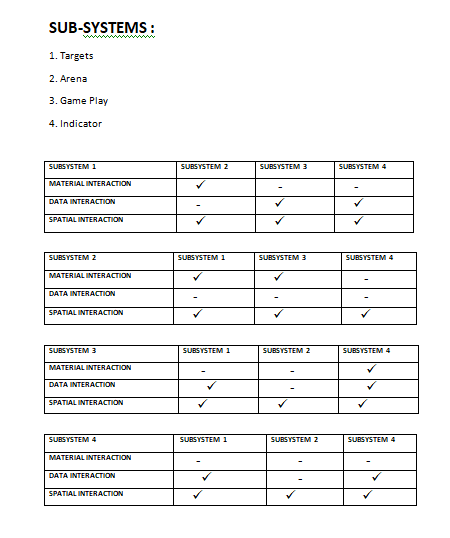 SUB-SYSTEMS :
1. Targets
2. Arena
3. Game Play
4. Indicator
SUBSYSTEM 1 SUBSYSTEM 2 SUBSYSTEM 3 SUBSYSTEM 4
MATERIAL INTERACTION ✓ - -
DATA INTERACTION - ✓ ✓
SPATIAL INTERACTION ✓ ✓ ✓
SUBSYSTEM 2 SUBSYSTEM 1 SUBSYSTEM 3 SUBSYSTEM 4
MATERIAL INTERACTION ✓ ✓ -
DATA INTERACTION - - -
SPATIAL INTERACTION ✓ ✓ ✓
SUBSYSTEM 3 SUBSYSTEM 1 SUBSYSTEM 2 SUBSYSTEM 4
MATERIAL INTERACTION - - ✓
DATA INTERACTION ✓ - ✓
SPATIAL INTERACTION ✓ ✓ ✓
SUBSYSTEM 4 SUBSYSTEM 1 SUBSYSTEM 2 SUBSYSTEM 4
MATERIAL INTERACTION - - -
DATA INTERACTION ✓ - ✓
SPATIAL INTERACTION ✓ ✓ ✓